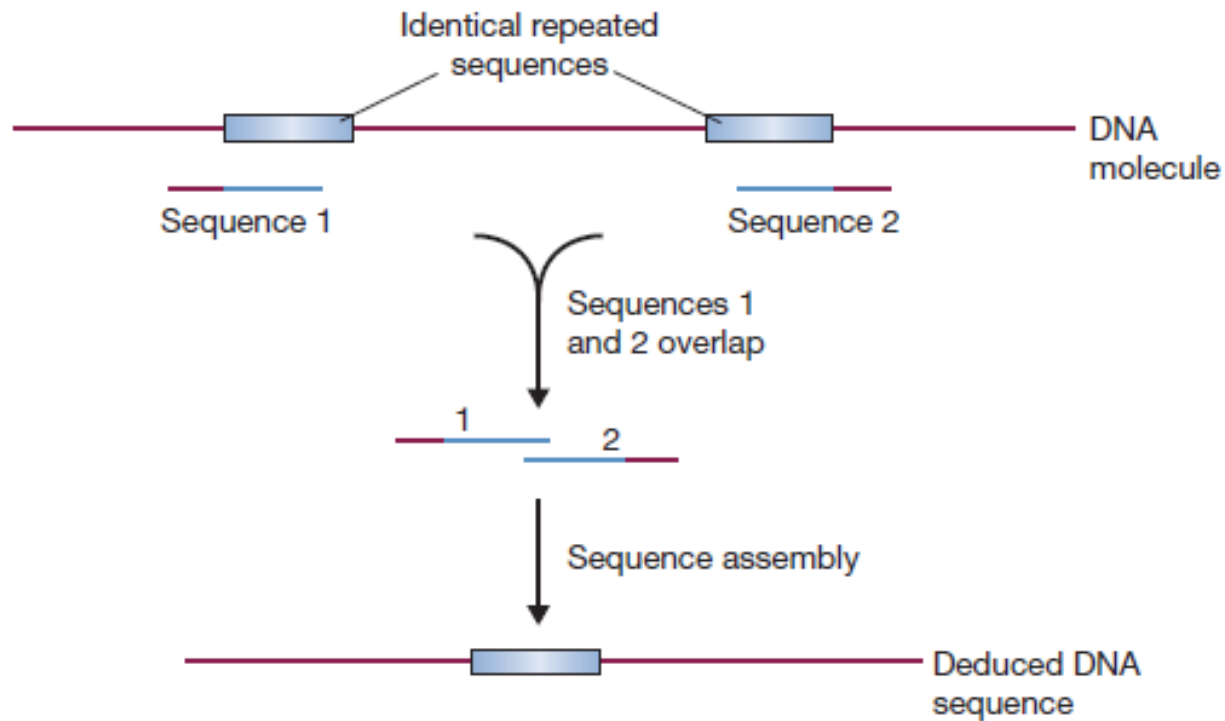 Identical repeated
sequences
DNA
molecule
Sequence 1
Sequence 2
Sequences 1
and 2 overlap
1
2
Sequence assembly
Deduced DNA
sequence